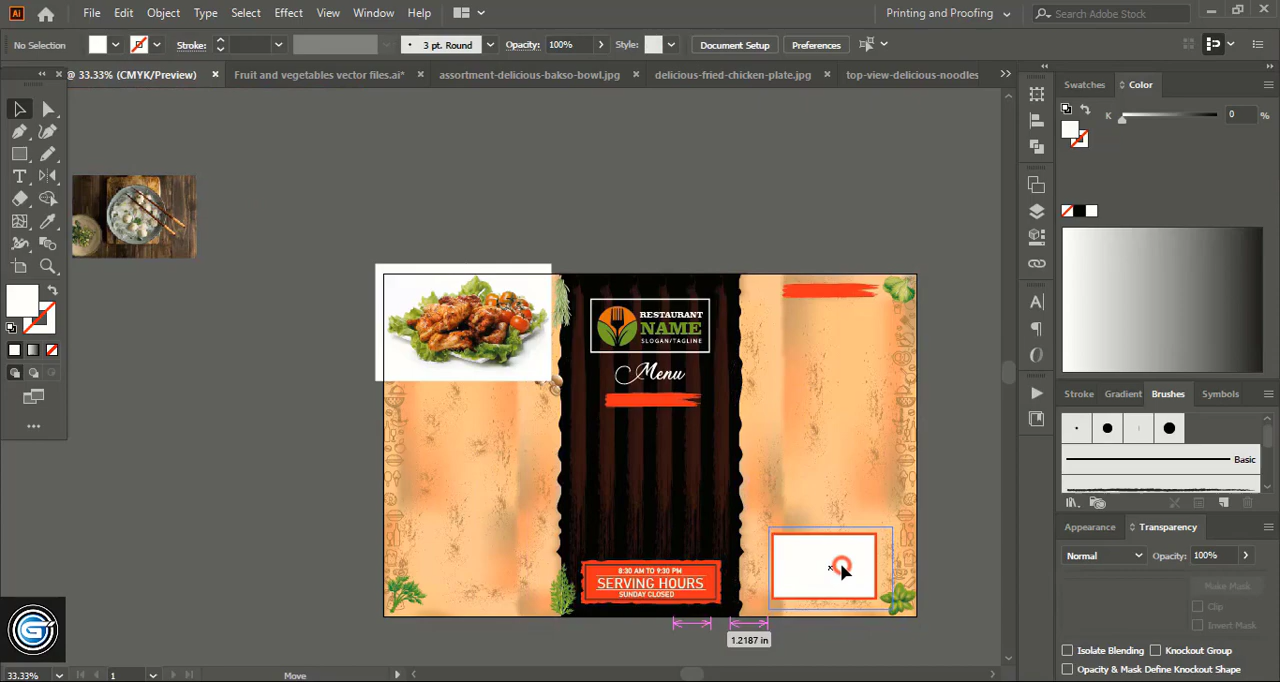 Ai
File
Edit
Object
Type
Select
Effect
View
Window
Help
Printing and Proofing
Search Adobe Stock
No Selection
Stroke:
3 pt. Round
Opacity:
100%
Style:
Document Setup
Preferences
@ 33.33% (CMYK/Preview)
Fruit and vegetables vector files.ai*
assortment-delicious-bakso-bowl.jpg
delicious-fried-chicken-plate.jpg
top-view-delicious-noodles
Swatches
Color
K
0
%
RESTAURANT
NAME
SLOGAN/TAGLINE
Menu
8:30 AM TO 9:30 PM
SERVING HOURS
SUNDAY CLOSED
1.2187 in
Stroke
Gradient
Brushes
Symbols
Basic
Appearance
Transparency
Normal
Opacity:
100%
Make Mask
Clip
Invert Mask
Isolate Blending
Knockout Group
Opacity & Mask Define Knockout Shape
33.33%
1
Move